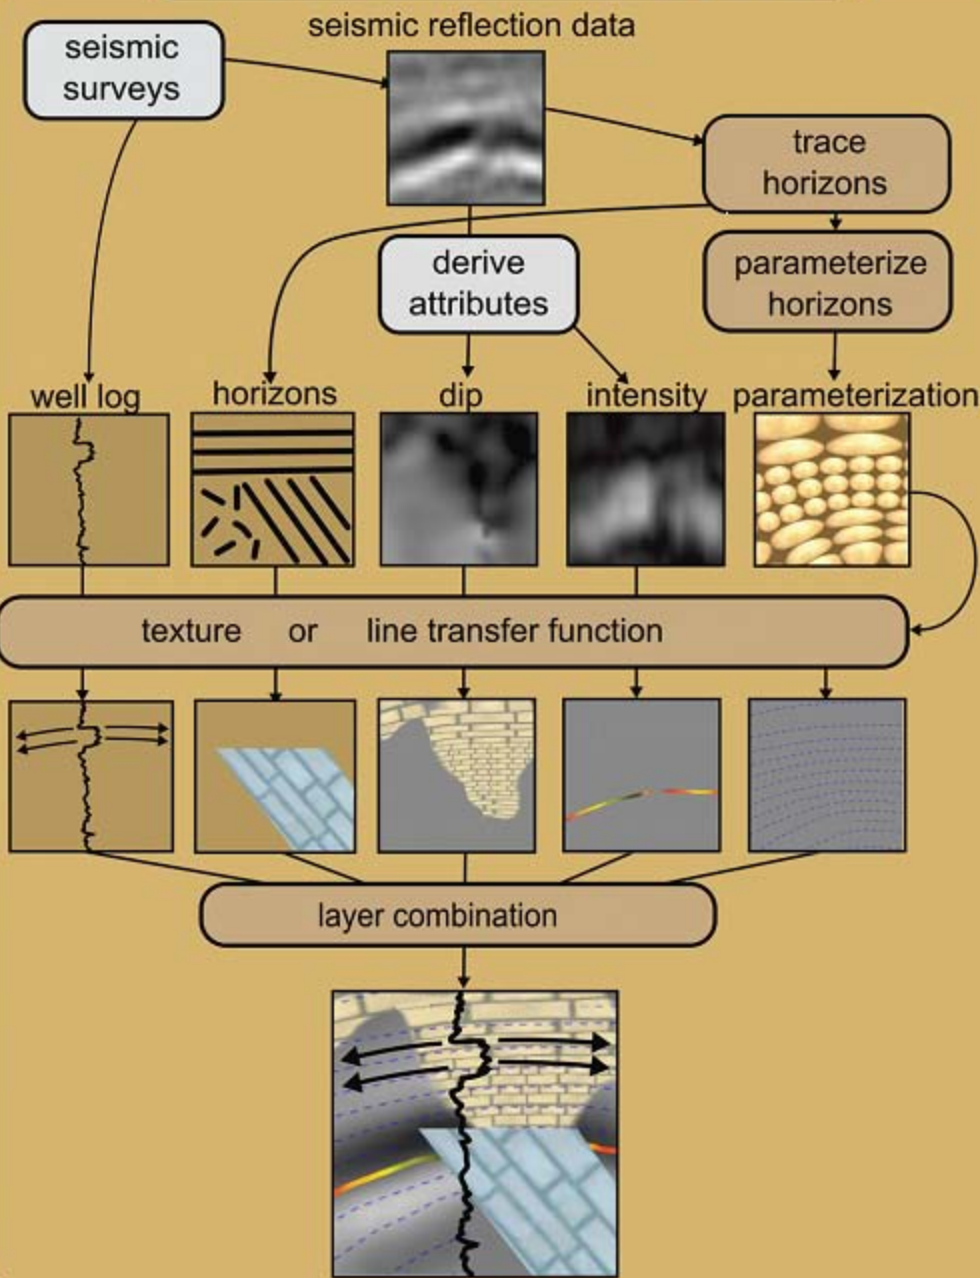 seismic reflection data
seismic
surveys
trace
horizons
derive
attributes
parameterize
horizons
well log
horizons
dip
intensity
parameterization
texture or line transfer function
layer combination